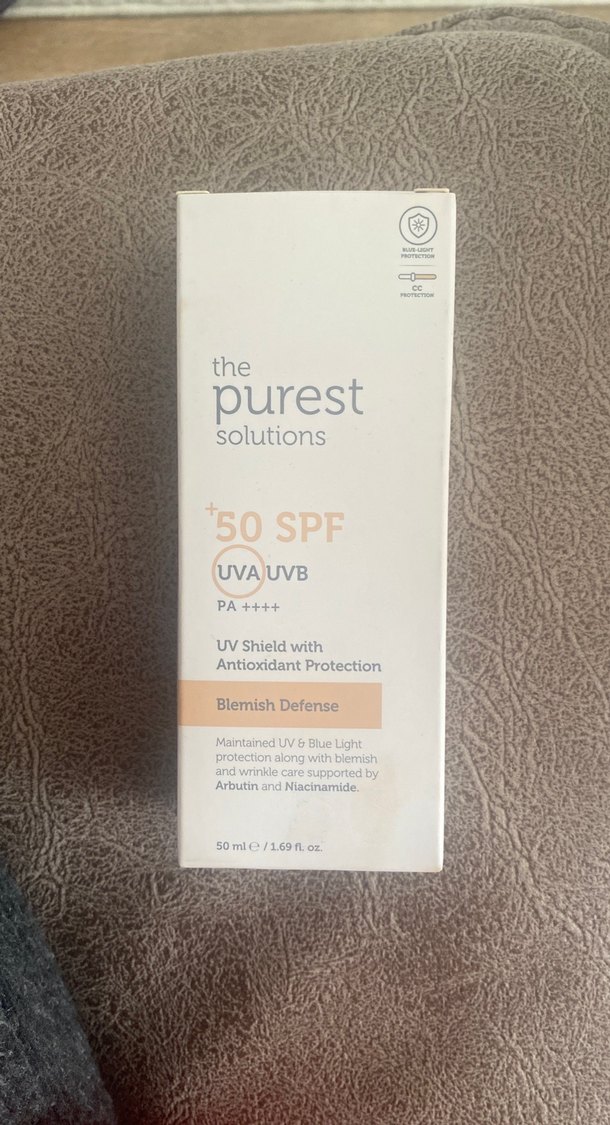 BLUE-LIGHT
PROTECTION
CC
PROTECTION
the
purest
solutions
+50 SPF
UVA UVB
PA ++++
UV Shield with
Antioxidant Protection
Blemish Defense
Maintained UV & Blue Light
protection along with blemish
and wrinkle care supported by
Arbutin and Niacinamide.
50 ml ℮ / 1.69 fl. oz.